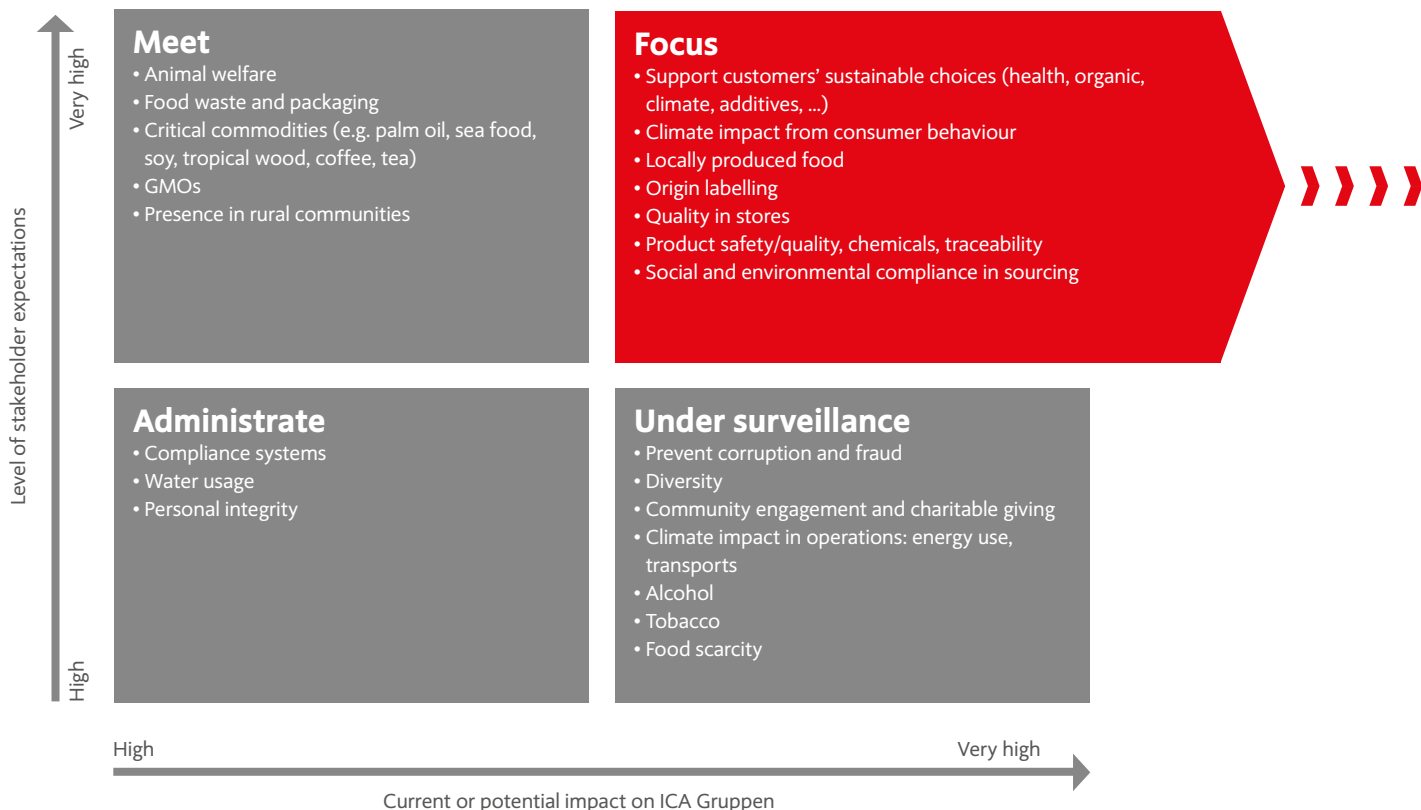 Level of stakeholder expectations
Very high
High
Meet
• Animal welfare
• Food waste and packaging
• Critical commodities (e.g. palm oil, sea food,
soy, tropical wood, coffee, tea)
• GMOs
• Presence in rural communities
Focus
• Support customers’ sustainable choices (health, organic,
climate, additives, ...)
• Climate impact from consumer behaviour
• Locally produced food
• Origin labelling
• Quality in stores
• Product safety/quality, chemicals, traceability
• Social and environmental compliance in sourcing
Administrate
• Compliance systems
• Water usage
• Personal integrity
Under surveillance
• Prevent corruption and fraud
• Diversity
• Community engagement and charitable giving
• Climate impact in operations: energy use,
transports
• Alcohol
• Tobacco
• Food scarcity
High
Very high
Current or potential impact on ICA Gruppen